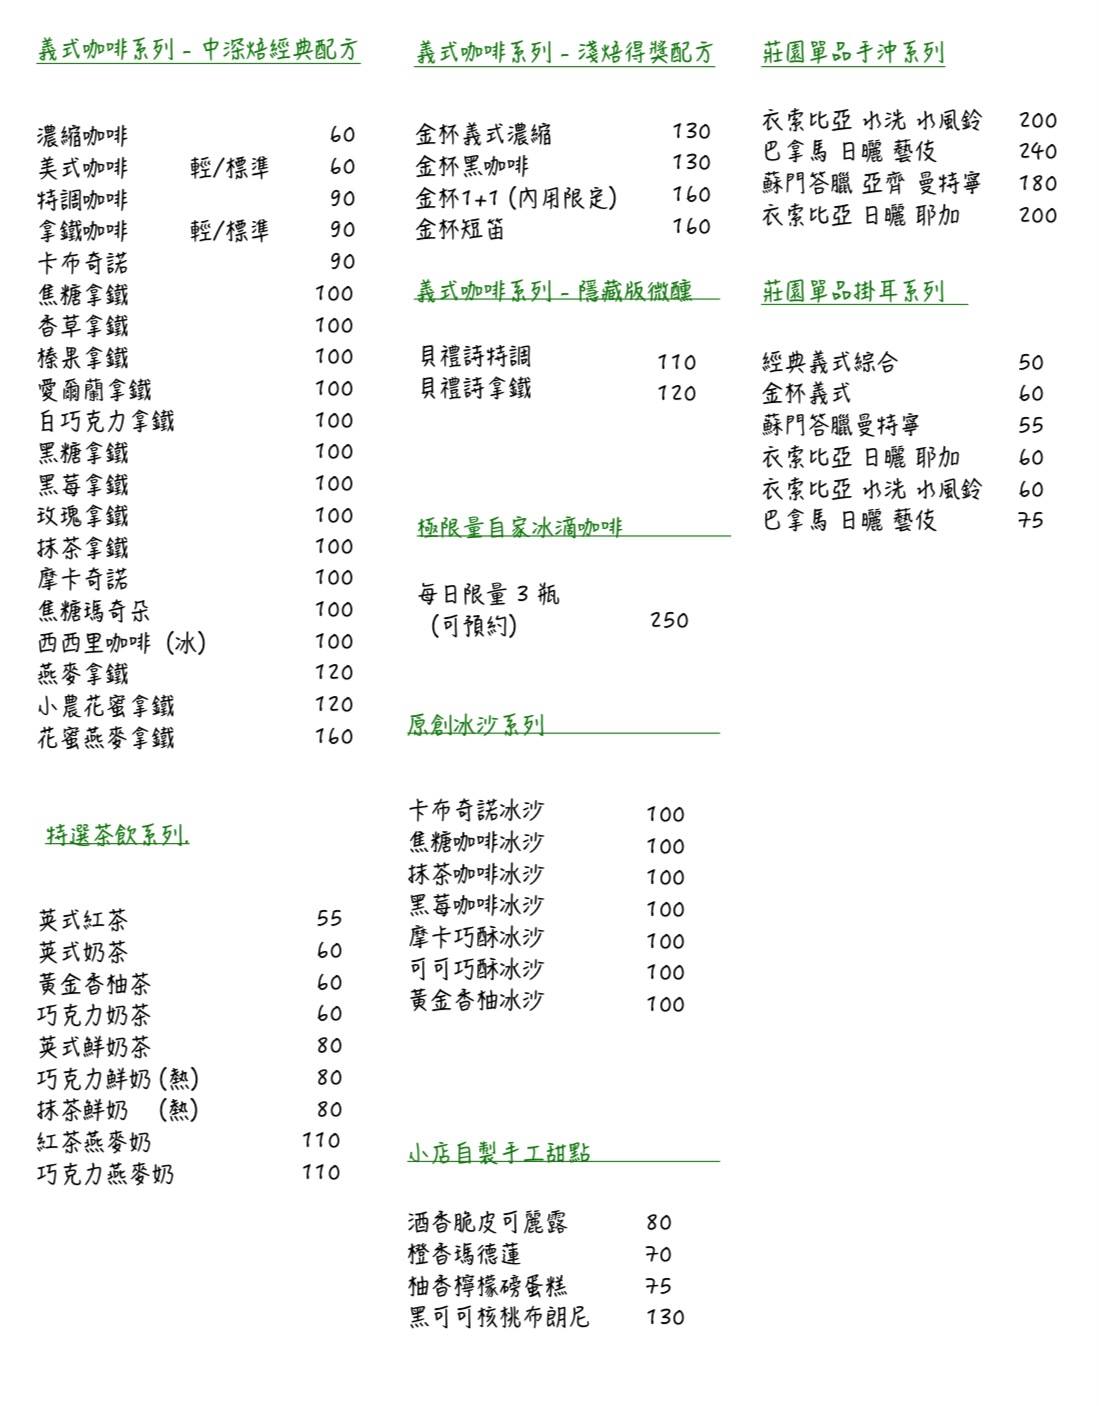 義式咖啡系列 - 中深焙經典配方
濃縮咖啡 60
美式咖啡 輕/標準 60
特調咖啡 90
拿鐵咖啡 輕/標準 90
卡布奇諾 90
焦糖拿鐵 100
香草拿鐵 100
榛果拿鐵 100
愛爾蘭拿鐵 100
白巧克力拿鐵 100
黑糖拿鐵 100
黑莓拿鐵 100
玫瑰拿鐵 100
抹茶拿鐵 100
摩卡奇諾 100
焦糖瑪奇朵 100
西西里咖啡 (冰) 100
燕麥拿鐵 120
小農花蜜拿鐵 120
花蜜燕麥拿鐵 160
特選茶飲系列.
英式紅茶 55
英式奶茶 60
黃金香柚茶 60
巧克力奶茶 60
英式鮮奶茶 80
巧克力鮮奶 (熱) 80
抹茶鮮奶 (熱) 80
紅茶燕麥奶 110
巧克力燕麥奶 110
義式咖啡系列 - 淺焙得獎配方
金杯義式濃縮 130
金杯黑咖啡 130
金杯1+1 (內用限定) 160
金杯短笛 160
義式咖啡系列 - 隱藏版微醺
貝禮詩特調 110
貝禮詩拿鐵 120
極限量自家冰滴咖啡
每日限量 3 瓶
(可預約) 250
原創冰沙系列
卡布奇諾冰沙 100
焦糖咖啡冰沙 100
抹茶咖啡冰沙 100
黑莓咖啡冰沙 100
摩卡巧酥冰沙 100
可可巧酥冰沙 100
黃金香柚冰沙 100
小店自製手工甜點
酒香脆皮可麗露 80
橙香瑪德蓮 70
柚香檸檬磅蛋糕 75
黑可可核桃布朗尼 130
莊園單品手沖系列
衣索比亞 水洗 水風鈴 200
巴拿馬 日曬 藝伎 240
蘇門答臘 亞齊 曼特寧 180
衣索比亞 日曬 耶加 200
莊園單品掛耳系列
經典義式綜合 50
金杯義式 60
蘇門答臘曼特寧 55
衣索比亞 日曬 耶加 60
衣索比亞 水洗 水風鈴 60
巴拿馬 日曬 藝伎 75